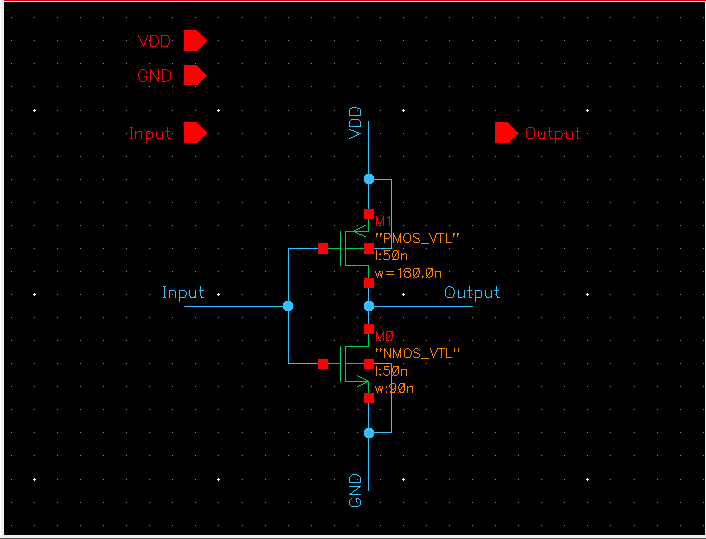 VDD
GND
Input
Output
VDD
M1
"PMOS_VTL"
l:50n
w=180.0n
Input
Output
M0
"NMOS_VTL"
l:50n
w:90n
GND